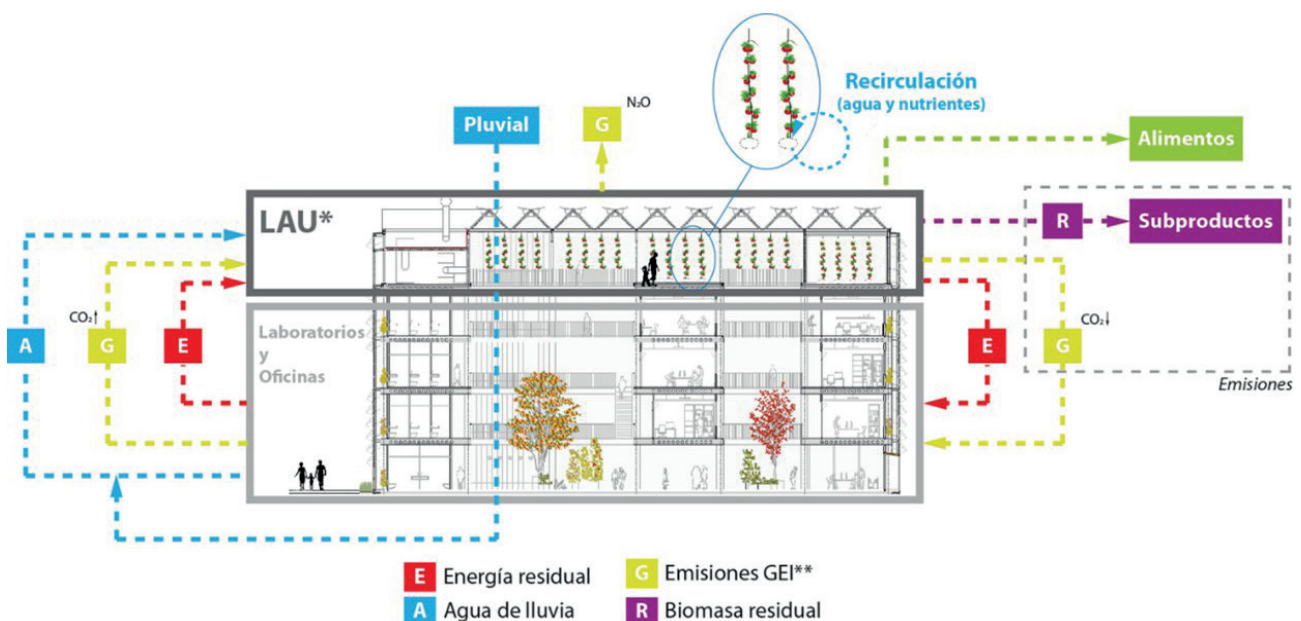 N₂O
Recirculación
(agua y nutrientes)
Pluvial
G
Alimentos
LAU*
R
Subproductos
CO₂↑
A
G
E
Laboratorios
y
Oficinas
E
G
CO₂↓
Emisiones
E Energía residual
G Emisiones GEI**
A Agua de lluvia
R Biomasa residual